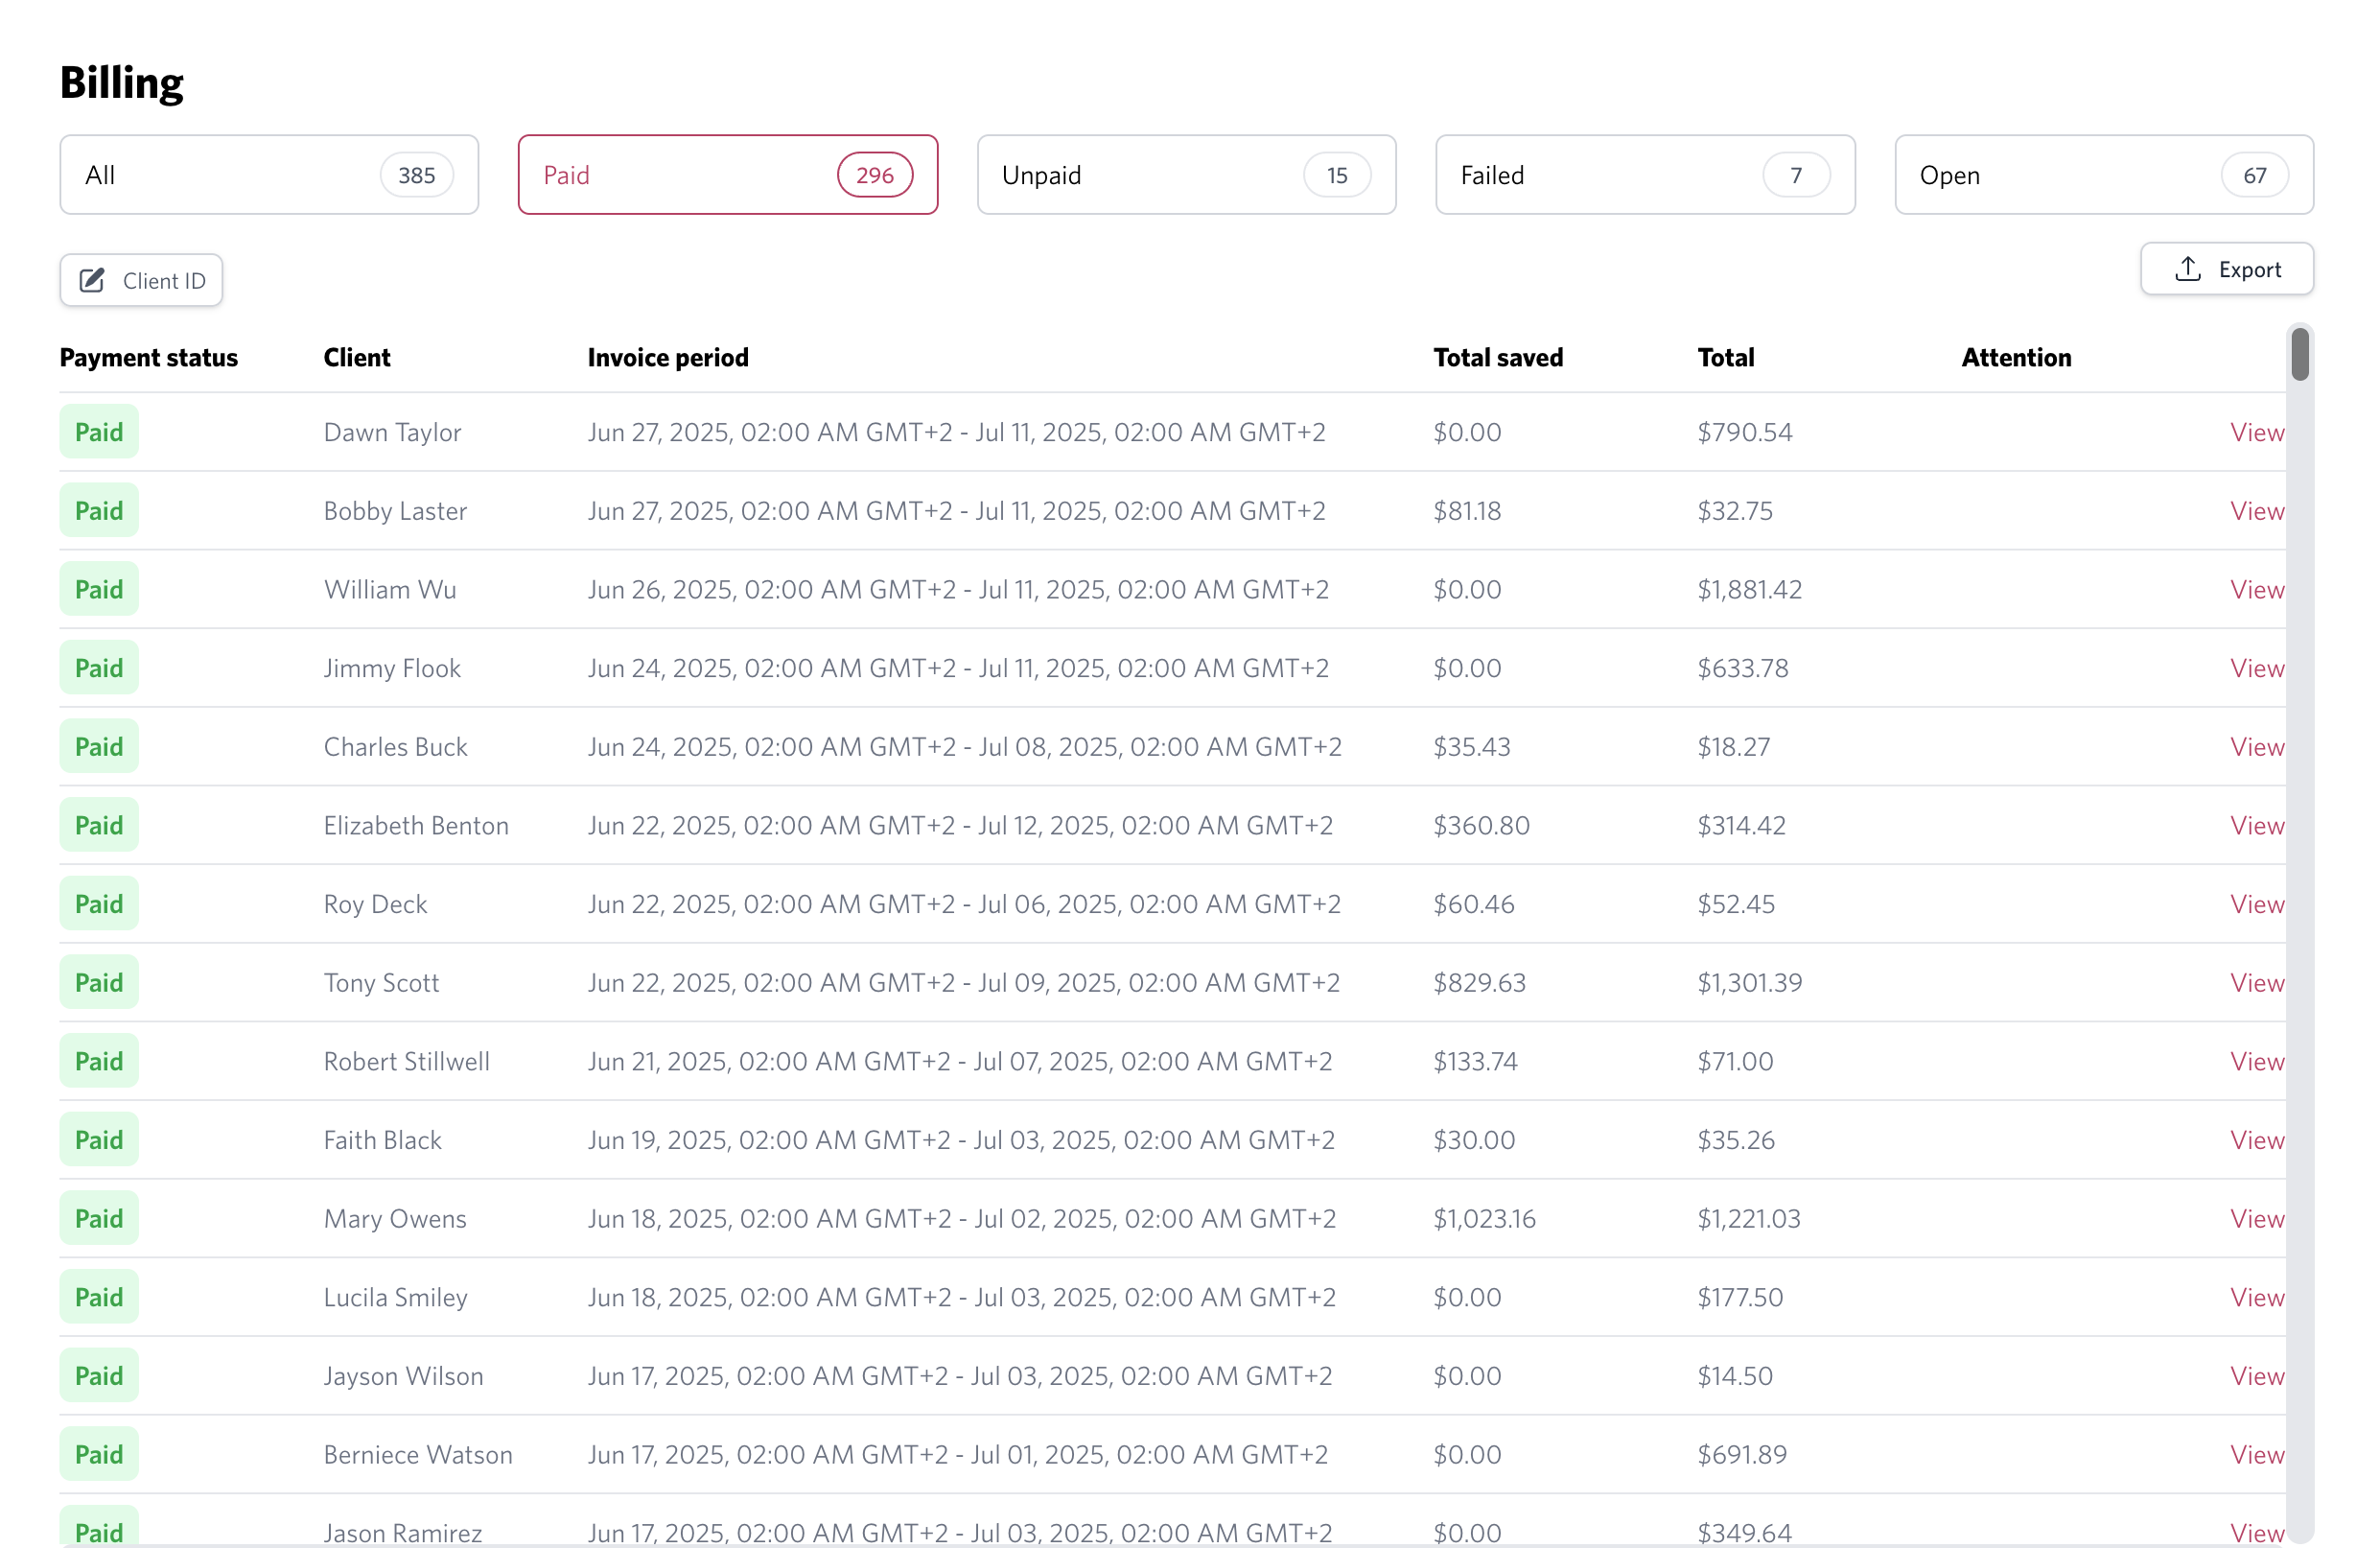 Billing
All 385 Paid 296 Unpaid 15 Failed 7 Open 67
Client ID Export
Payment status Client Invoice period Total saved Total Attention
Paid Dawn Taylor Jun 27, 2025, 02:00 AM GMT+2 - Jul 11, 2025, 02:00 AM GMT+2 $0.00 $790.54 View
Paid Bobby Laster Jun 27, 2025, 02:00 AM GMT+2 - Jul 11, 2025, 02:00 AM GMT+2 $81.18 $32.75 View
Paid William Wu Jun 26, 2025, 02:00 AM GMT+2 - Jul 11, 2025, 02:00 AM GMT+2 $0.00 $1,881.42 View
Paid Jimmy Flook Jun 24, 2025, 02:00 AM GMT+2 - Jul 11, 2025, 02:00 AM GMT+2 $0.00 $633.78 View
Paid Charles Buck Jun 24, 2025, 02:00 AM GMT+2 - Jul 08, 2025, 02:00 AM GMT+2 $35.43 $18.27 View
Paid Elizabeth Benton Jun 22, 2025, 02:00 AM GMT+2 - Jul 12, 2025, 02:00 AM GMT+2 $360.80 $314.42 View
Paid Roy Deck Jun 22, 2025, 02:00 AM GMT+2 - Jul 06, 2025, 02:00 AM GMT+2 $60.46 $52.45 View
Paid Tony Scott Jun 22, 2025, 02:00 AM GMT+2 - Jul 09, 2025, 02:00 AM GMT+2 $829.63 $1,301.39 View
Paid Robert Stillwell Jun 21, 2025, 02:00 AM GMT+2 - Jul 07, 2025, 02:00 AM GMT+2 $133.74 $71.00 View
Paid Faith Black Jun 19, 2025, 02:00 AM GMT+2 - Jul 03, 2025, 02:00 AM GMT+2 $30.00 $35.26 View
Paid Mary Owens Jun 18, 2025, 02:00 AM GMT+2 - Jul 02, 2025, 02:00 AM GMT+2 $1,023.16 $1,221.03 View
Paid Lucila Smiley Jun 18, 2025, 02:00 AM GMT+2 - Jul 03, 2025, 02:00 AM GMT+2 $0.00 $177.50 View
Paid Jayson Wilson Jun 17, 2025, 02:00 AM GMT+2 - Jul 03, 2025, 02:00 AM GMT+2 $0.00 $14.50 View
Paid Berniece Watson Jun 17, 2025, 02:00 AM GMT+2 - Jul 01, 2025, 02:00 AM GMT+2 $0.00 $691.89 View
Paid Jason Ramirez Jun 17, 2025, 02:00 AM GMT+2 - Jul 03, 2025, 02:00 AM GMT+2 $0.00 $349.64 View